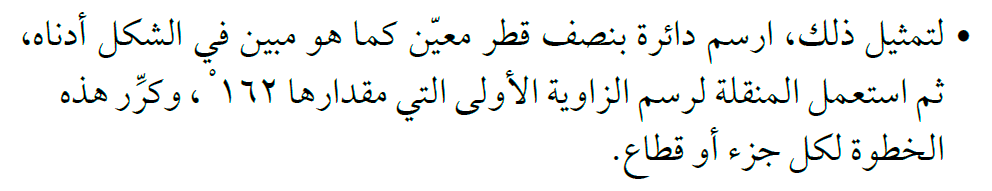 • لتمثيل ذلك، ارسم دائرة بنصف قطر معيّن كما هو مبين في الشكل أدناه،
ثم استعمل المنقلة لرسم الزاوية الأولى التي مقدارها ١٦٢°، وكرِّر هذه
الخطوة لكل جزء أو قطاع.